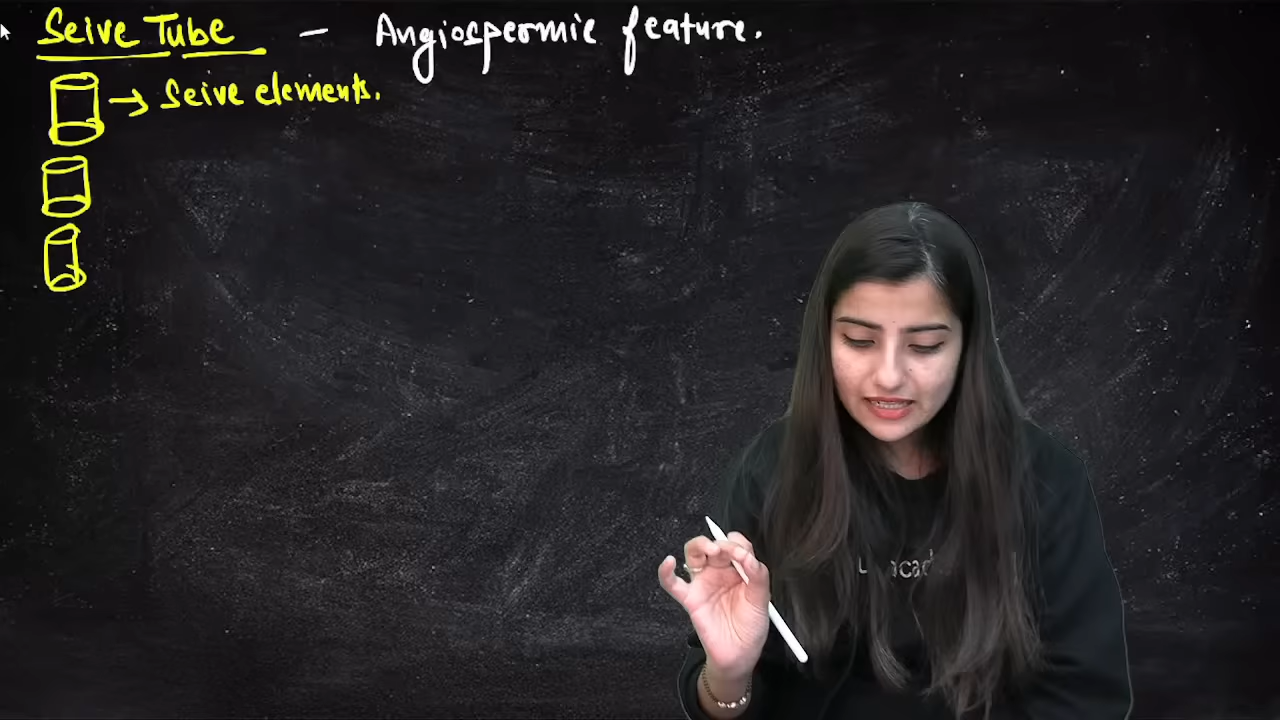 Seive Tube – Angiospermic feature.
→ Seive elements.